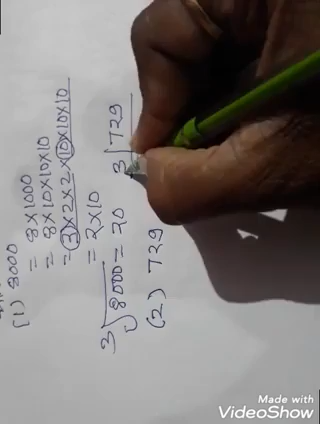 (1) 8000
= 8×1000
= 8×10×10×10
= 2×2×2×10×10×10
= 2×10
∛8000 = 20
(2) 729
3 729
Made with
VideoShow